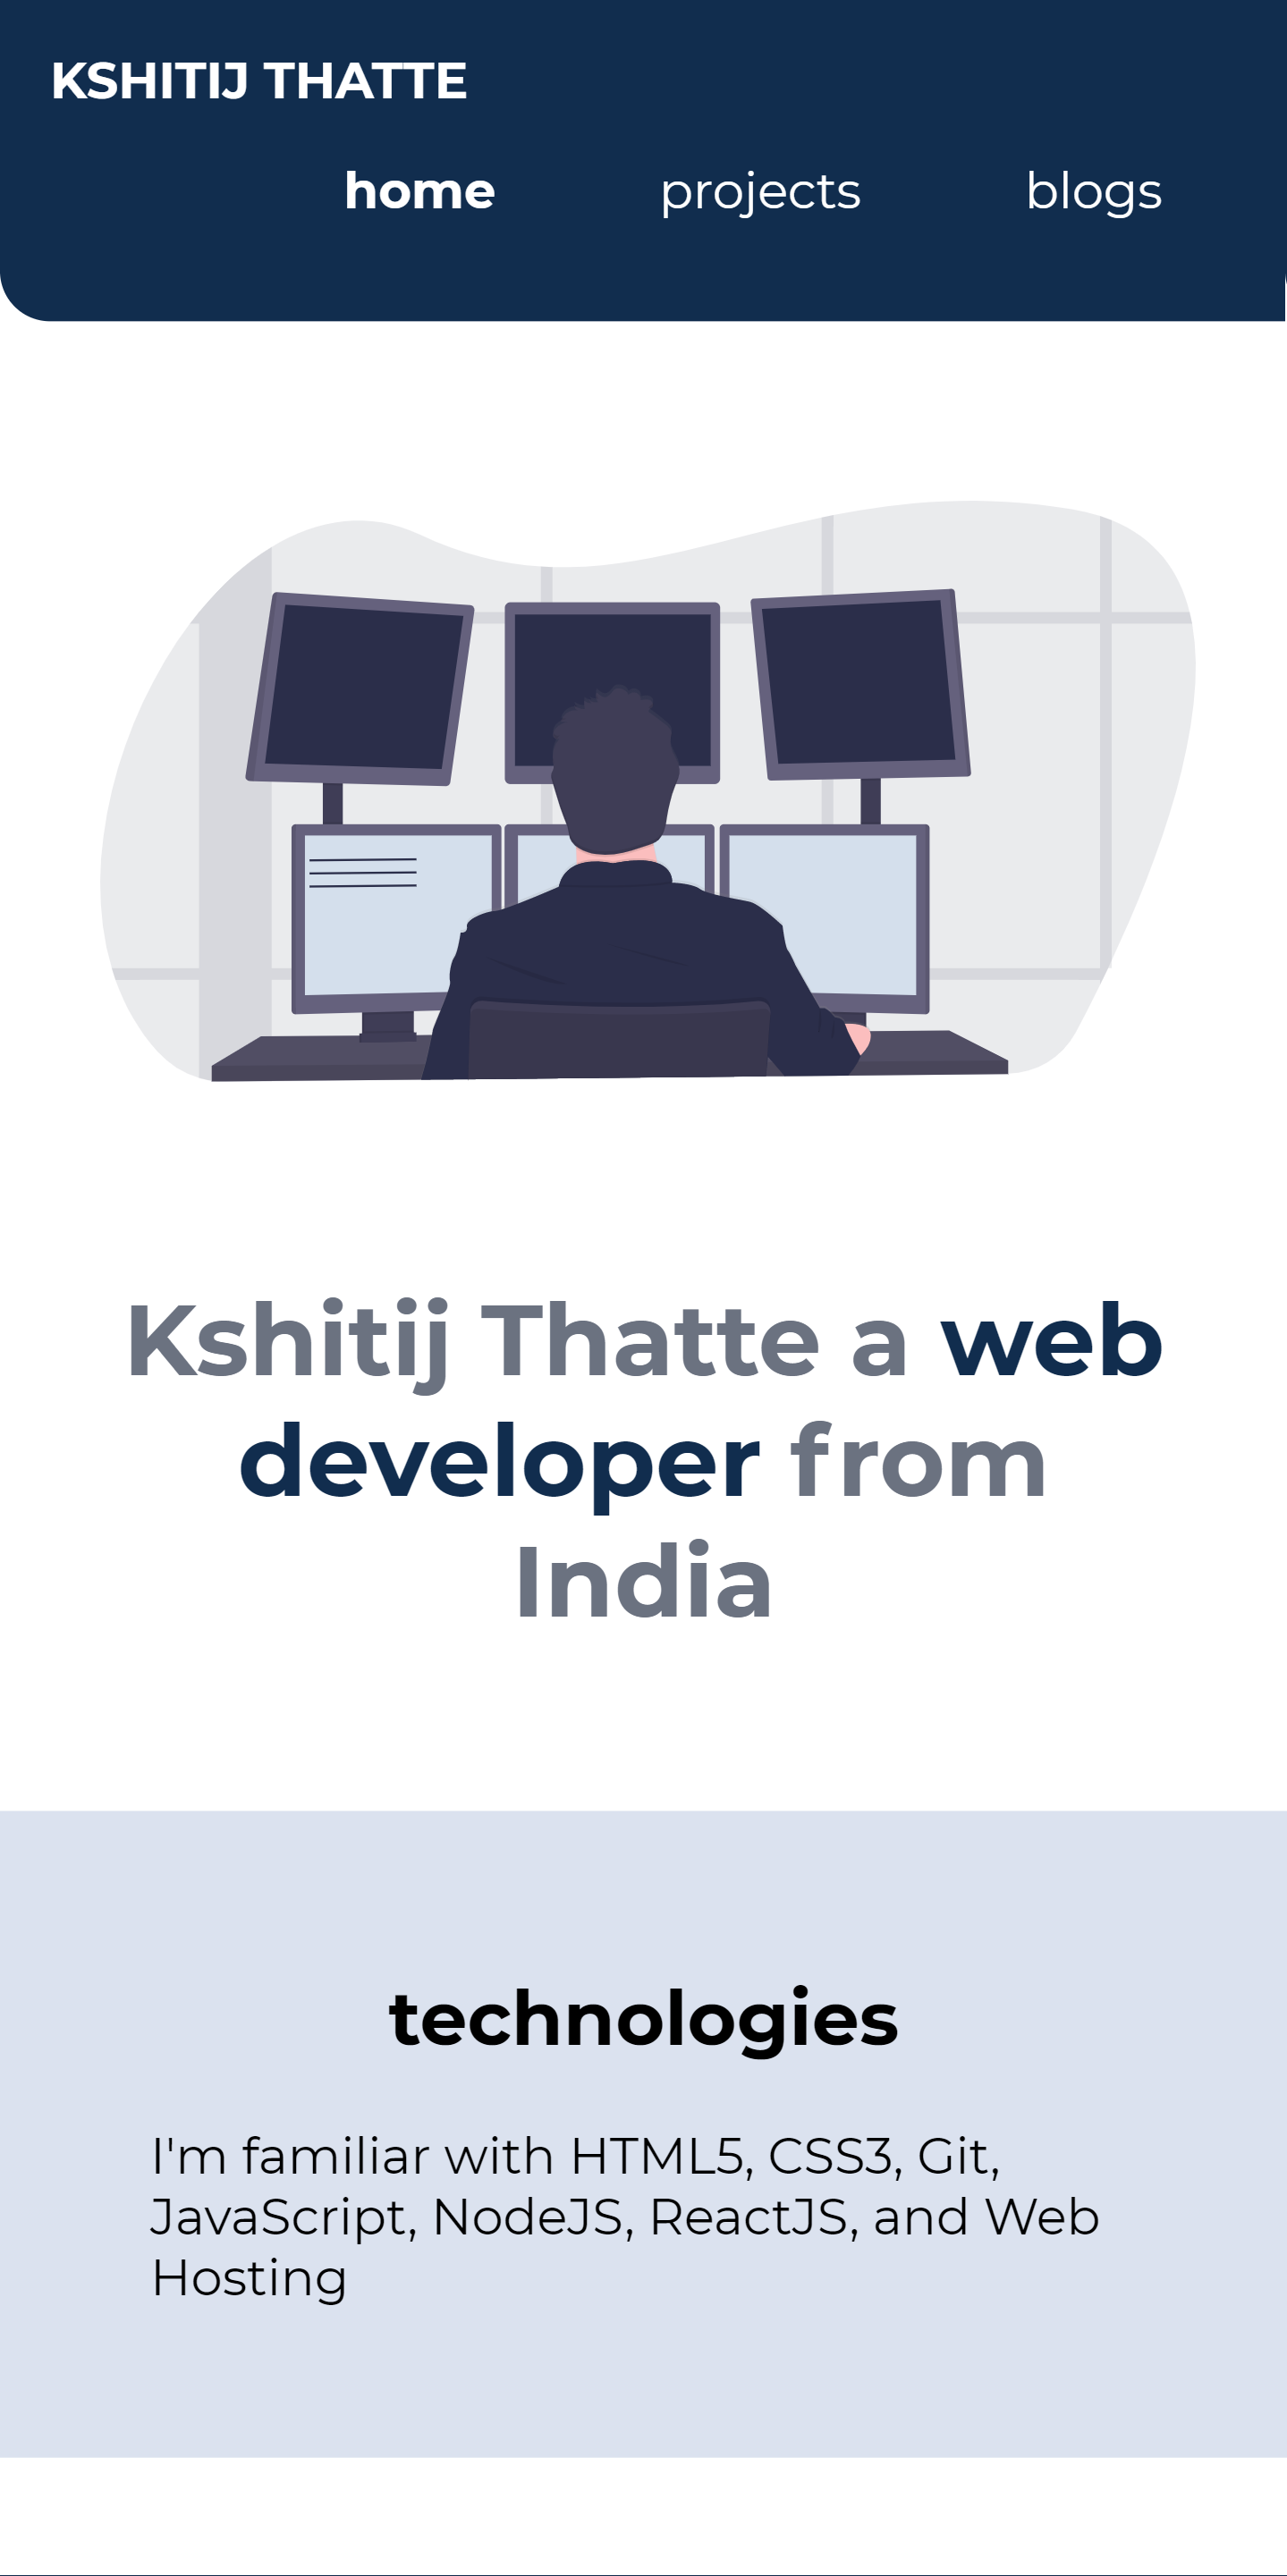 KSHITIJ THATTE
home projects blogs
Kshitij Thatte a web
developer from
India
technologies
I'm familiar with HTML5, CSS3, Git,
JavaScript, NodeJS, ReactJS, and Web
Hosting